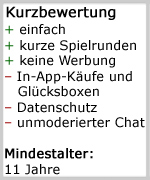 Kurzbewertung
+ einfach
+ kurze Spielrunden
+ keine Werbung
– In-App-Käufe und
Glücksboxen
– Datenschutz
– unmoderierter Chat
Mindestalter:
11 Jahre